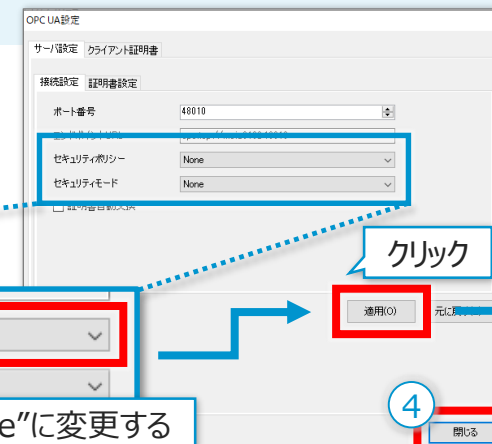 OPC UA設定
サーバ設定 クライアント証明書
接続設定 証明書設定
ポート番号 48010
セキュリティポリシー None
セキュリティモード None
クリック
適用(O) 元に戻
e”に変更する
4
閉じる